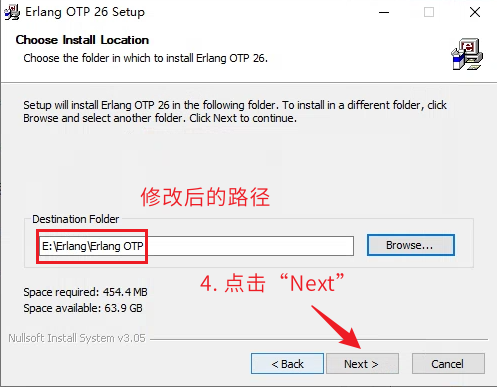 Erlang OTP 26 Setup
Choose Install Location
Choose the folder in which to install Erlang OTP 26.
Setup will install Erlang OTP 26 in the following folder. To install in a different folder, click
Browse and select another folder. Click Next to continue.
修改后的路径
Destination Folder
E:\Erlang\Erlang OTP
Browse...
Space required: 454.4 MB
Space available: 63.9 GB
4. 点击“Next”
Nullsoft Install System v3.05
< Back
Next >
Cancel